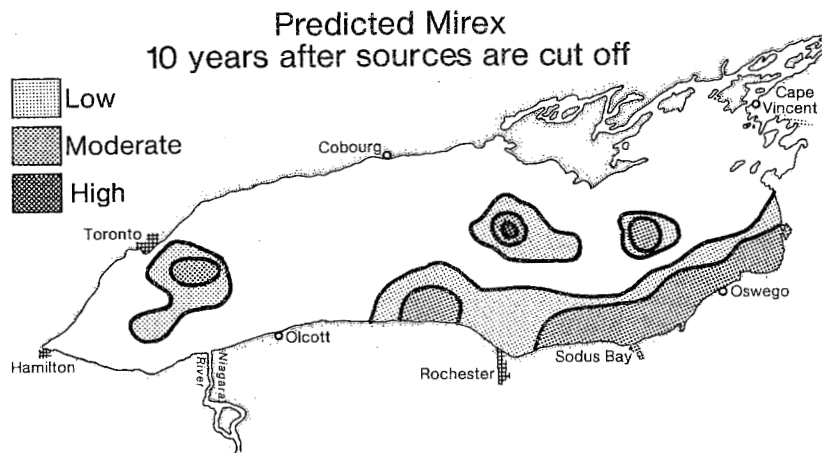 Predicted Mirex
10 years after sources are cut off
Low
Moderate
High
Cape
Vincent
Cobourg
Toronto
Oswego
Olcott
Hamilton
Niagara
River
Rochester
Sodus Bay